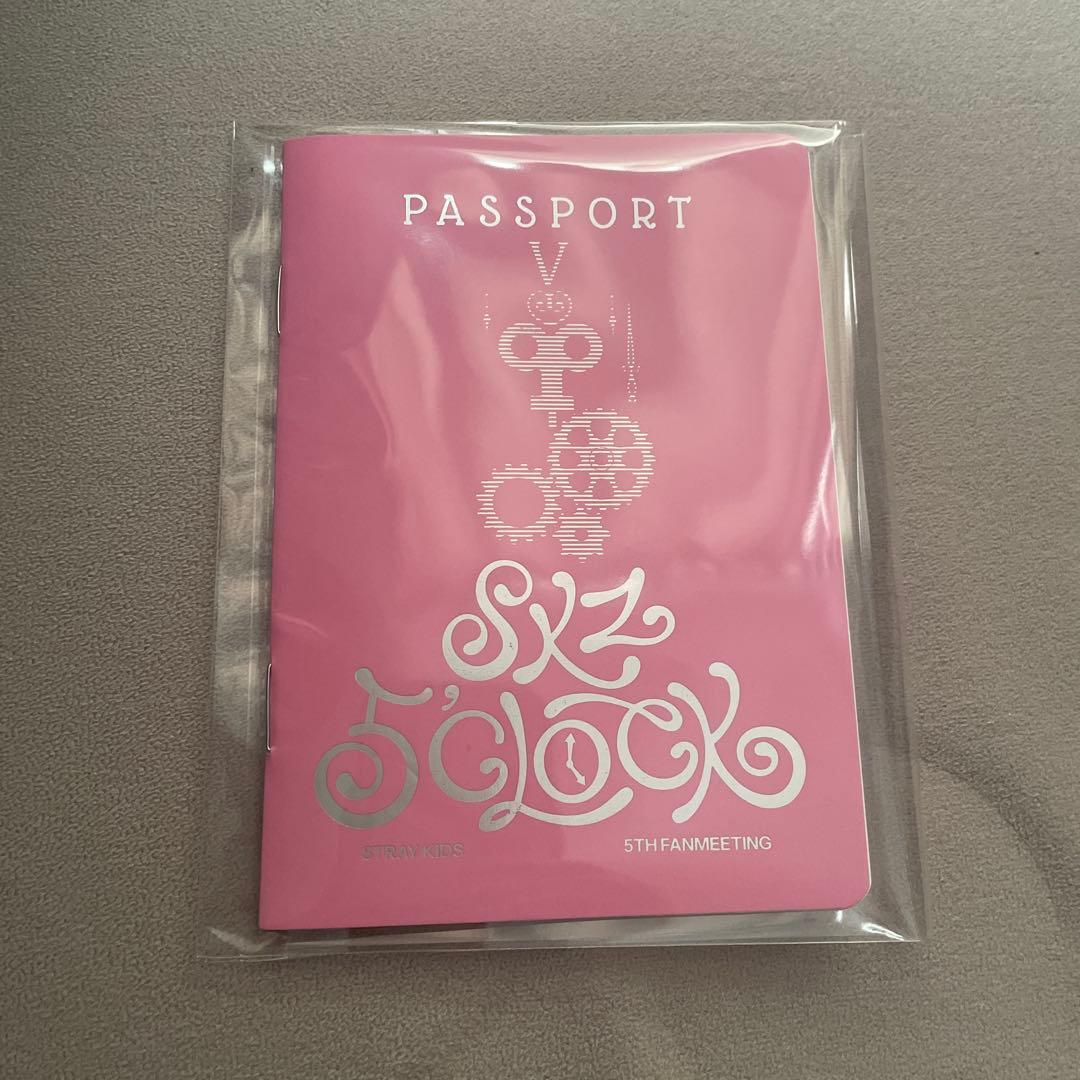 PASSPORT
SKZ
5'CLOCK
STRAY KIDS
5TH FANMEETING